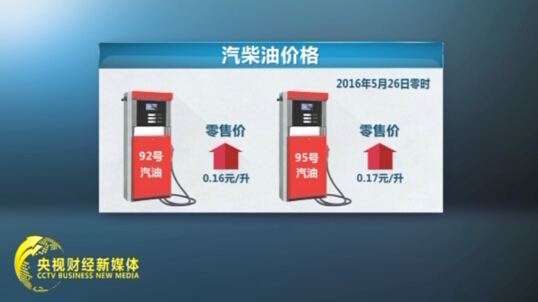 汽柴油价格
2016年5月26日零时
92号
汽油
零售价
0.16元/升
95号
汽油
零售价
0.17元/升
央视财经新媒体
CCTV BUSINESS NEW MEDIA